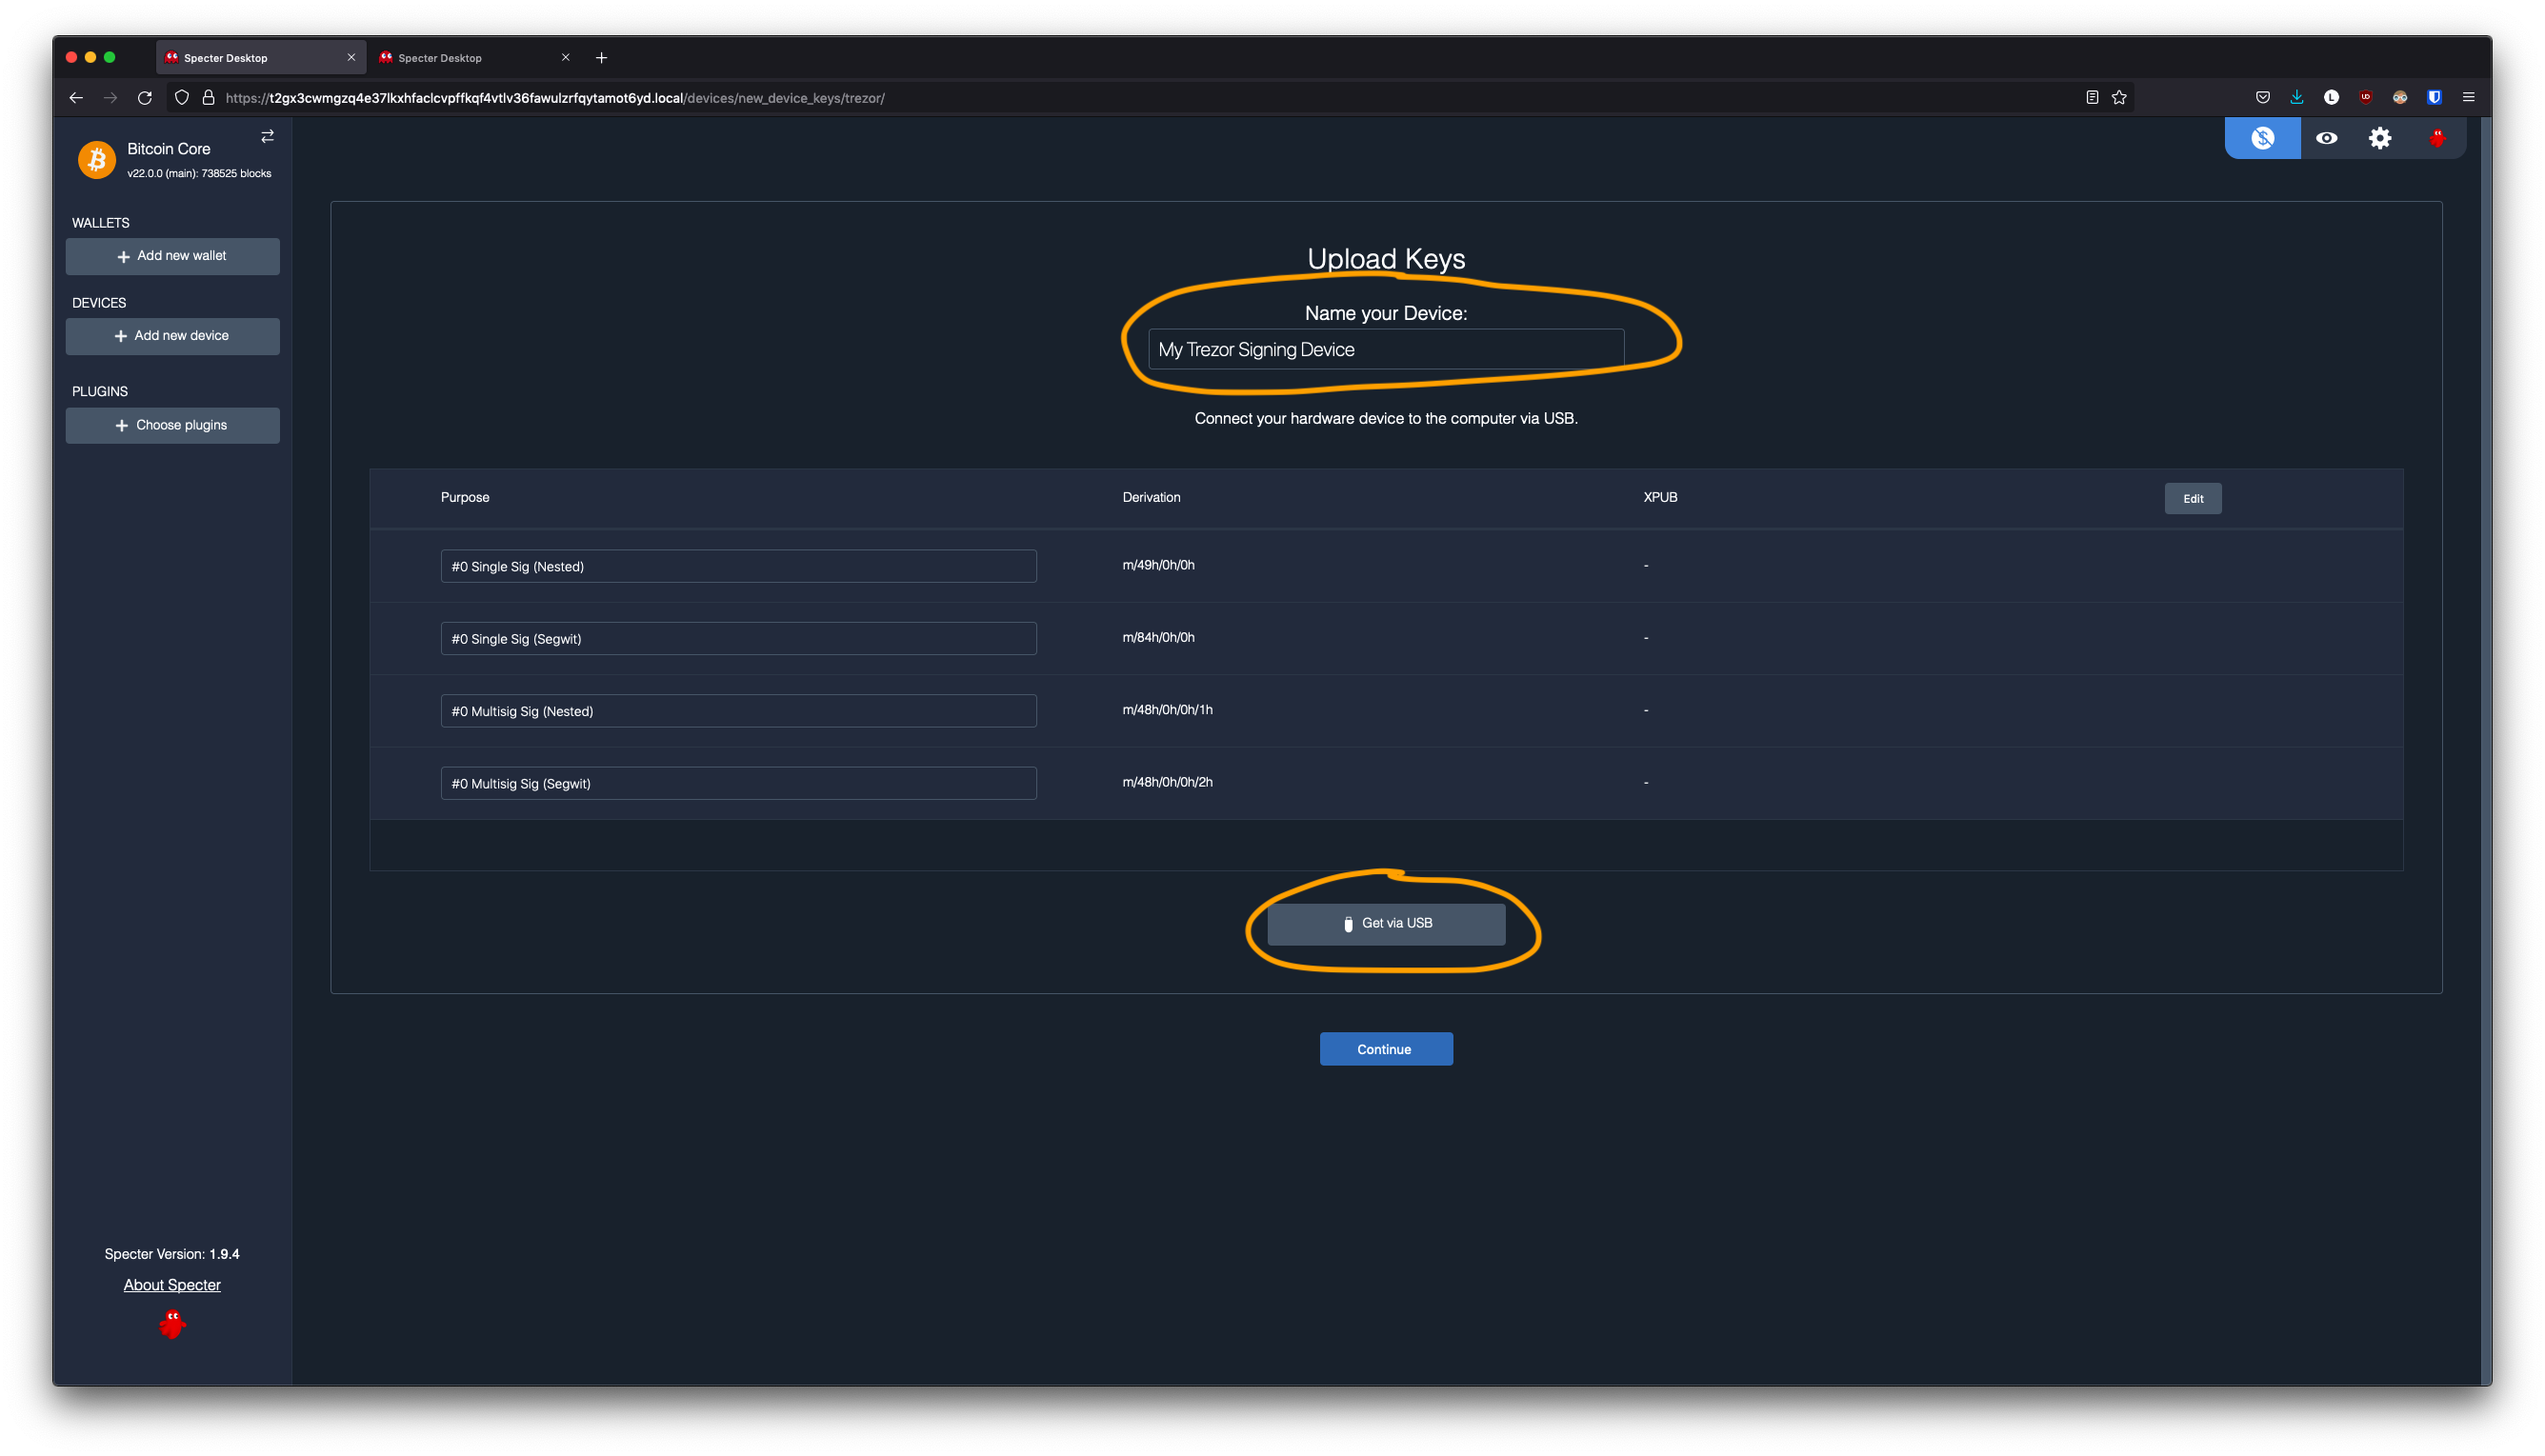 Specter Desktop
Specter Desktop
https://t2gx3cwmgzq4e37lkxhfaclcvpffkqf4vtlv36fawulzrfqytamot6yd.local/devices/new_device_keys/trezor/
Bitcoin Core
v22.0.0 (main): 738525 blocks
WALLETS
Add new wallet
DEVICES
Add new device
PLUGINS
Choose plugins
Specter Version: 1.9.4
About Specter
Upload Keys
Name your Device:
My Trezor Signing Device
Connect your hardware device to the computer via USB.
Purpose Derivation XPUB Edit
#0 Single Sig (Nested) m/49h/0h/0h -
#0 Single Sig (Segwit) m/84h/0h/0h -
#0 Multisig Sig (Nested) m/48h/0h/0h/1h -
#0 Multisig Sig (Segwit) m/48h/0h/0h/2h -
Get via USB
Continue